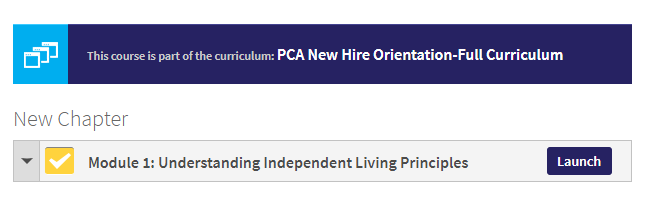 This course is part of the curriculum: PCA New Hire Orientation-Full Curriculum
New Chapter
Module 1: Understanding Independent Living Principles
Launch